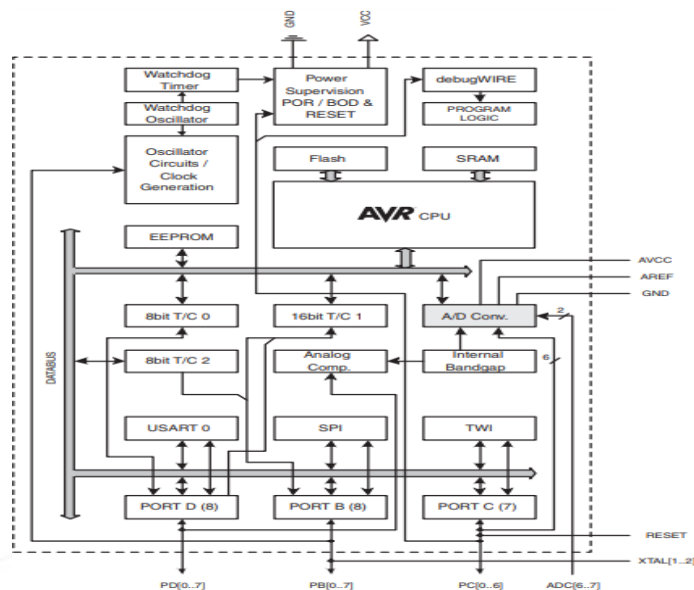 GND
VCC
Watchdog
Timer
Power
Supervision
POR / BOD &
RESET
debugWIRE
Watchdog
Oscillator
PROGRAM
LOGIC
Oscillator
Circuits /
Clock
Generation
Flash
SRAM
AVR CPU
EEPROM
AVCC
AREF
GND
8bit T/C 0
16bit T/C 1
A/D Conv.
2
DATABUS
8bit T/C 2
Analog
Comp.
Internal
Bandgap
6
USART 0
SPI
TWI
PORT D (8)
PORT B (8)
PORT C (7)
RESET
XTAL[1..2]
PD[0..7]
PB[0..7]
PC[0..6]
ADC[6..7]